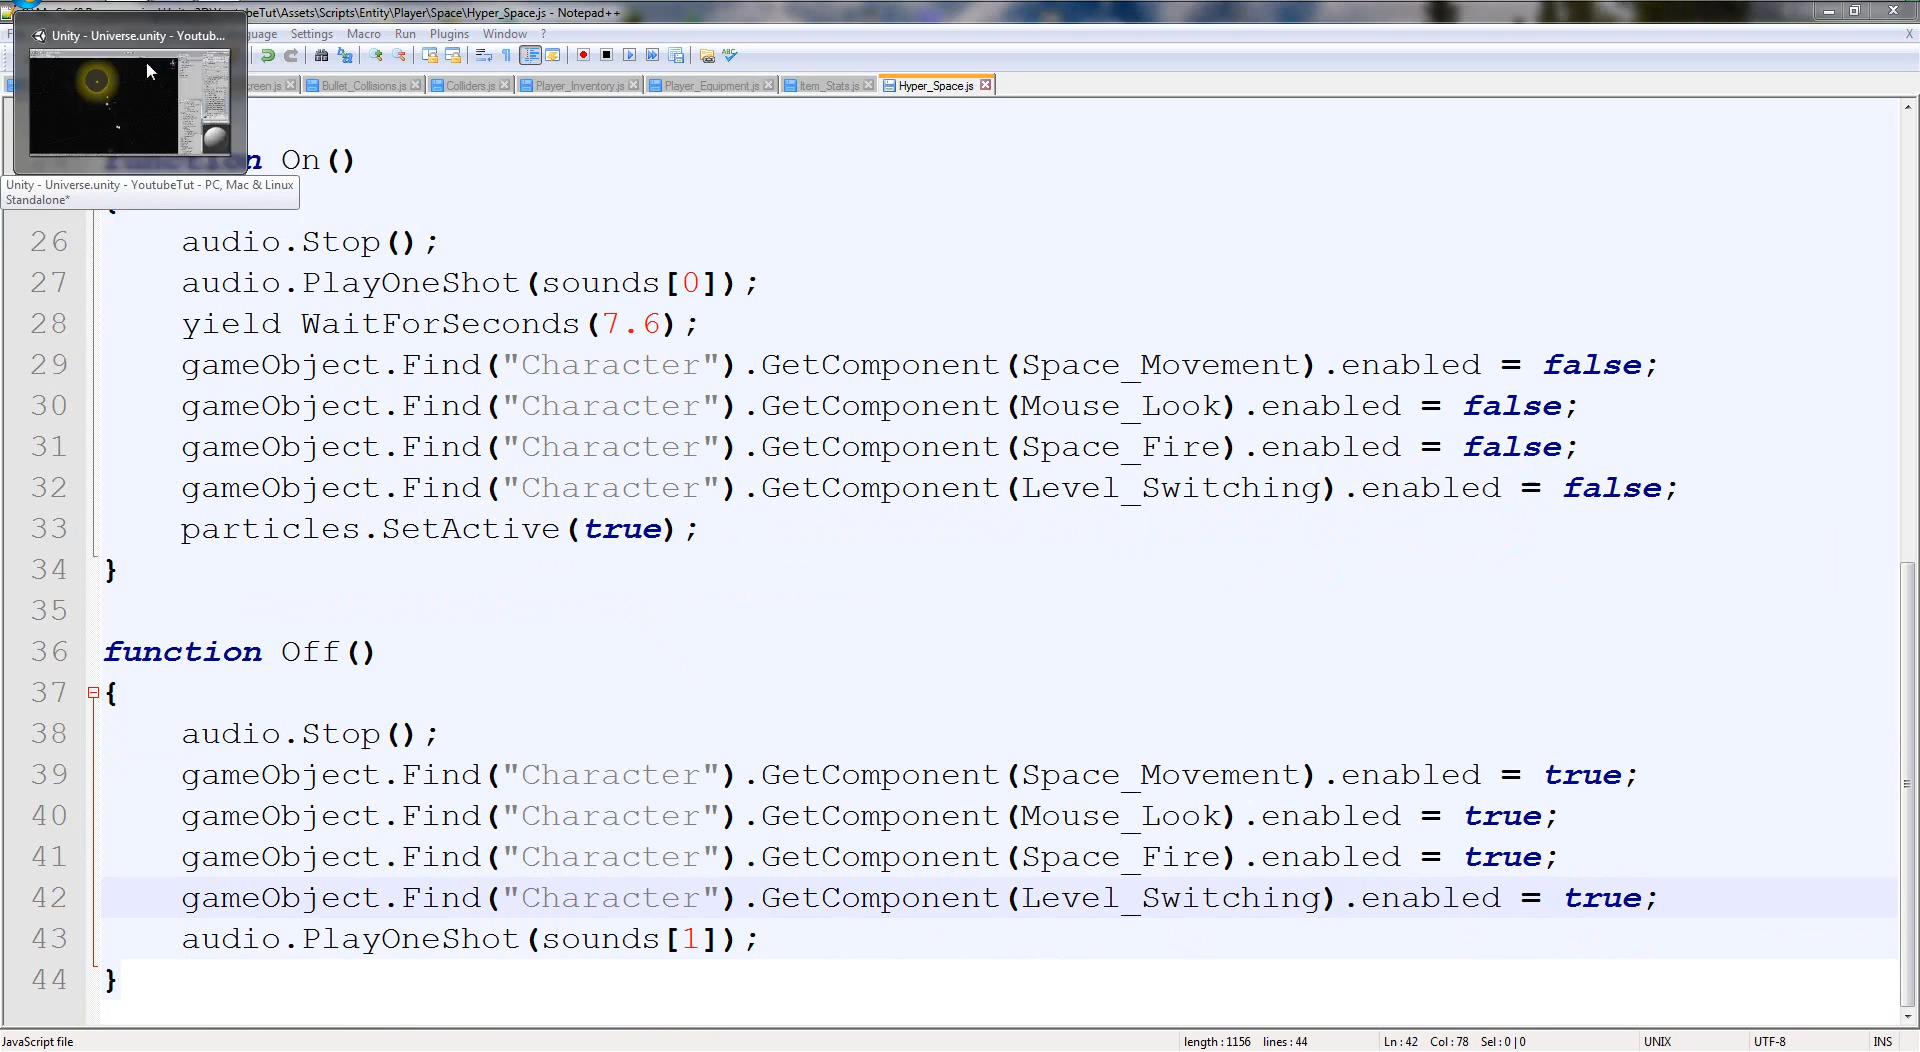 YoutubeTut\Assets\Scripts\Entity\Player\Space\Hyper_Space.js - Notepad++
Unity - Universe.unity - Youtub...
Settings Macro Run Plugins Window ? X
Bullet_Collisions.js Colliders.js Player_Inventory.js Player_Equipment.js Item_Stats.js Hyper_Space.js
Unity - Universe.unity - YoutubeTut - PC, Mac & Linux
Standalone*
On()
26 audio.Stop();
27 audio.PlayOneShot(sounds[0]);
28 yield WaitForSeconds(7.6);
29 gameObject.Find("Character").GetComponent(Space_Movement).enabled = false;
30 gameObject.Find("Character").GetComponent(Mouse_Look).enabled = false;
31 gameObject.Find("Character").GetComponent(Space_Fire).enabled = false;
32 gameObject.Find("Character").GetComponent(Level_Switching).enabled = false;
33 particles.SetActive(true);
34 }
35
36 function Off()
37 {
38 audio.Stop();
39 gameObject.Find("Character").GetComponent(Space_Movement).enabled = true;
40 gameObject.Find("Character").GetComponent(Mouse_Look).enabled = true;
41 gameObject.Find("Character").GetComponent(Space_Fire).enabled = true;
42 gameObject.Find("Character").GetComponent(Level_Switching).enabled = true;
43 audio.PlayOneShot(sounds[1]);
44 }
JavaScript file length : 1156 lines : 44 Ln : 42 Col : 78 Sel : 0 | 0 UNIX UTF-8 INS